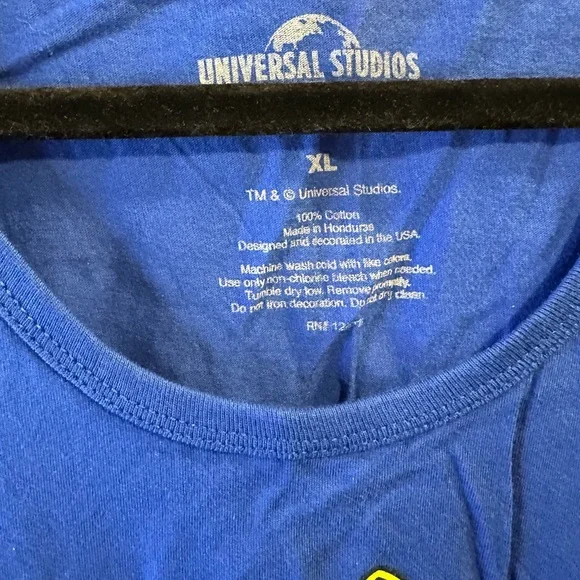 UNIVERSAL STUDIOS
XL
TM & © Universal Studios.
100% Cotton
Made in Honduras
Designed and decorated in the USA.
Machine wash cold with like colors.
Use only non-chlorine bleach when needed.
Tumble dry low. Remove promptly.
Do not iron decoration. Do not dry clean.
RN#